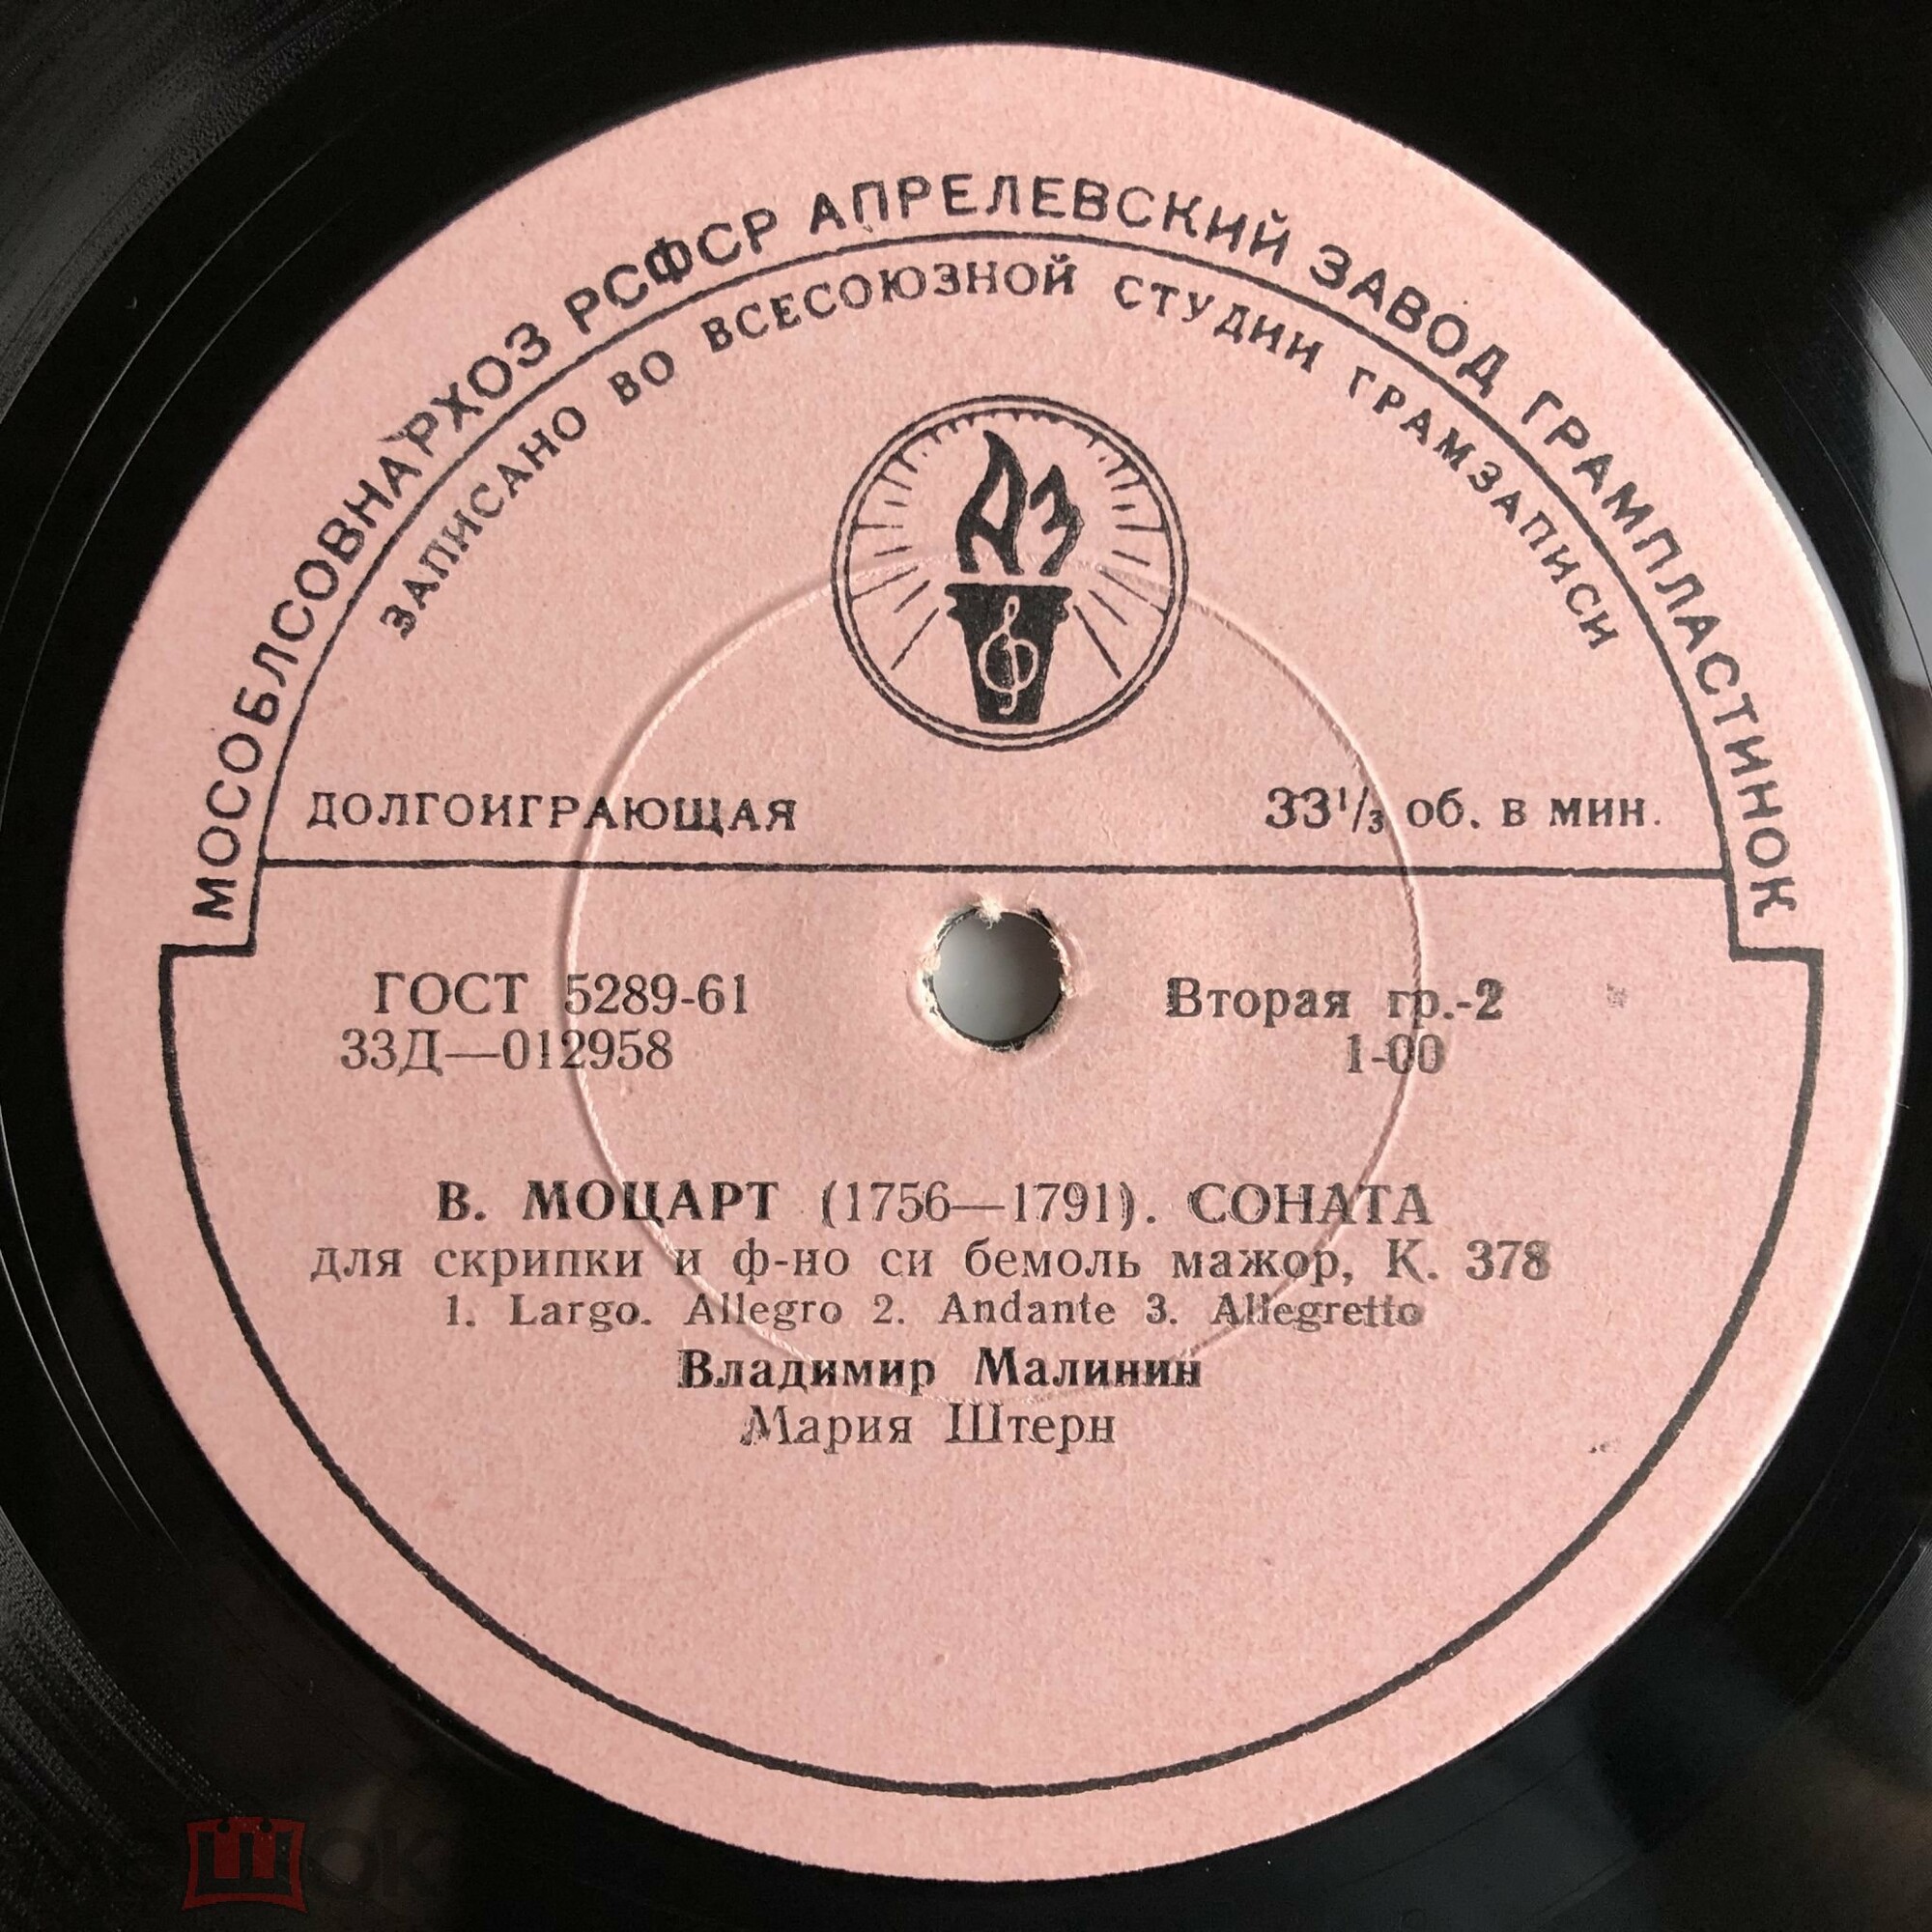 МОСОБЛСОВНАРХОЗ РСФСР АПРЕЛЕВСКИЙ ЗАВОД ГРАМПЛАСТИНОК
ЗАПИСАНО ВО ВСЕСОЮЗНОЙ СТУДИИ ГРАМЗАПИСИ
АЗ
ДОЛГОИГРАЮЩАЯ 33¹/₃ об. в мин.
ГОСТ 5289-61 Вторая гр.-2
33Д—012958 1-00
В. МОЦАРТ (1756—1791). СОНАТА
для скрипки и ф-но си бемоль мажор, К. 378
1. Largo. Allegro 2. Andante 3. Allegretto
Владимир Малинин
Мария Штерн